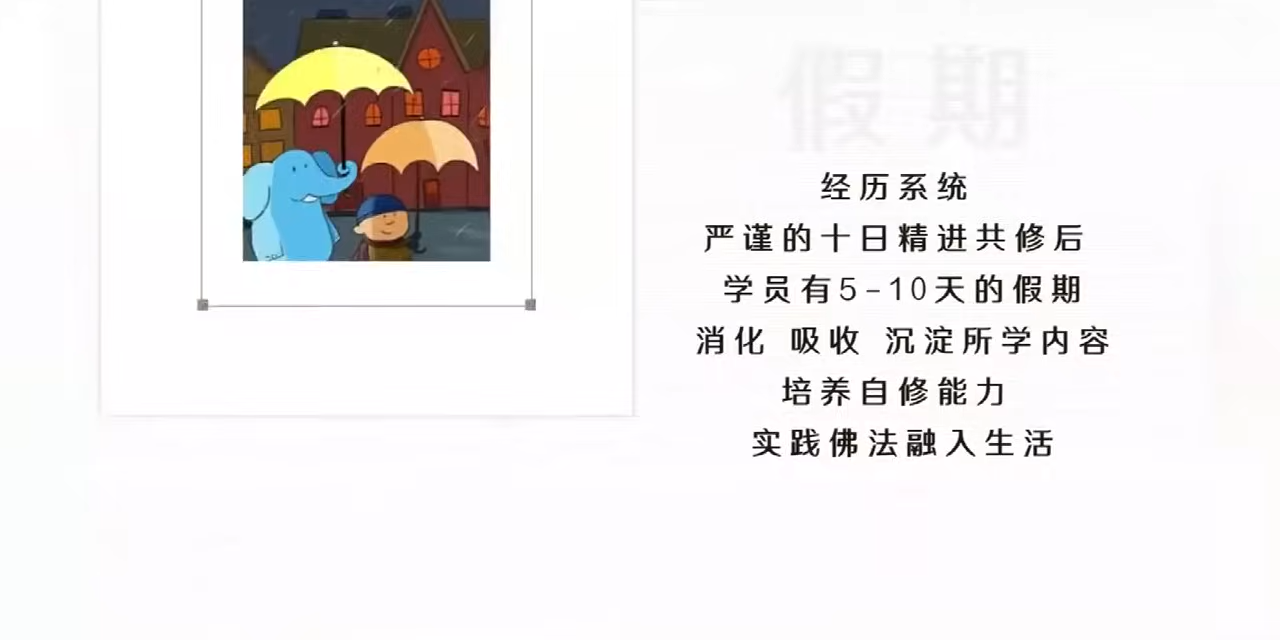 假期
经历系统
严谨的十日精进共修后
学员有5-10天的假期
消化 吸收 沉淀所学内容
培养自修能力
实践佛法融入生活